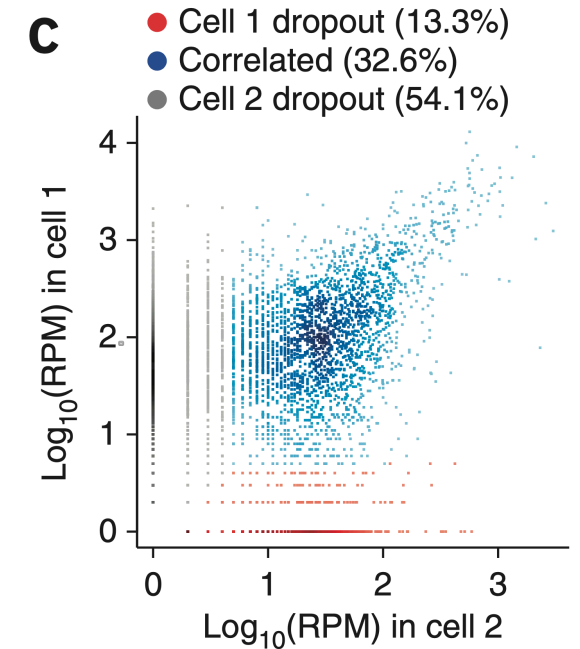 c
Cell 1 dropout (13.3%)
Correlated (32.6%)
Cell 2 dropout (54.1%)
4
3
2
1
0
Log10(RPM) in cell 1
0 1 2 3
Log10(RPM) in cell 2